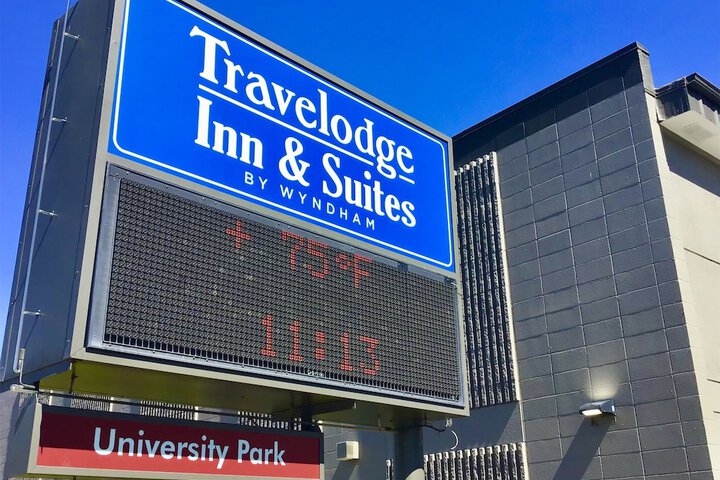 Travelodge
Inn & Suites
BY WYNDHAM
+ 75°F
11:13
University Park